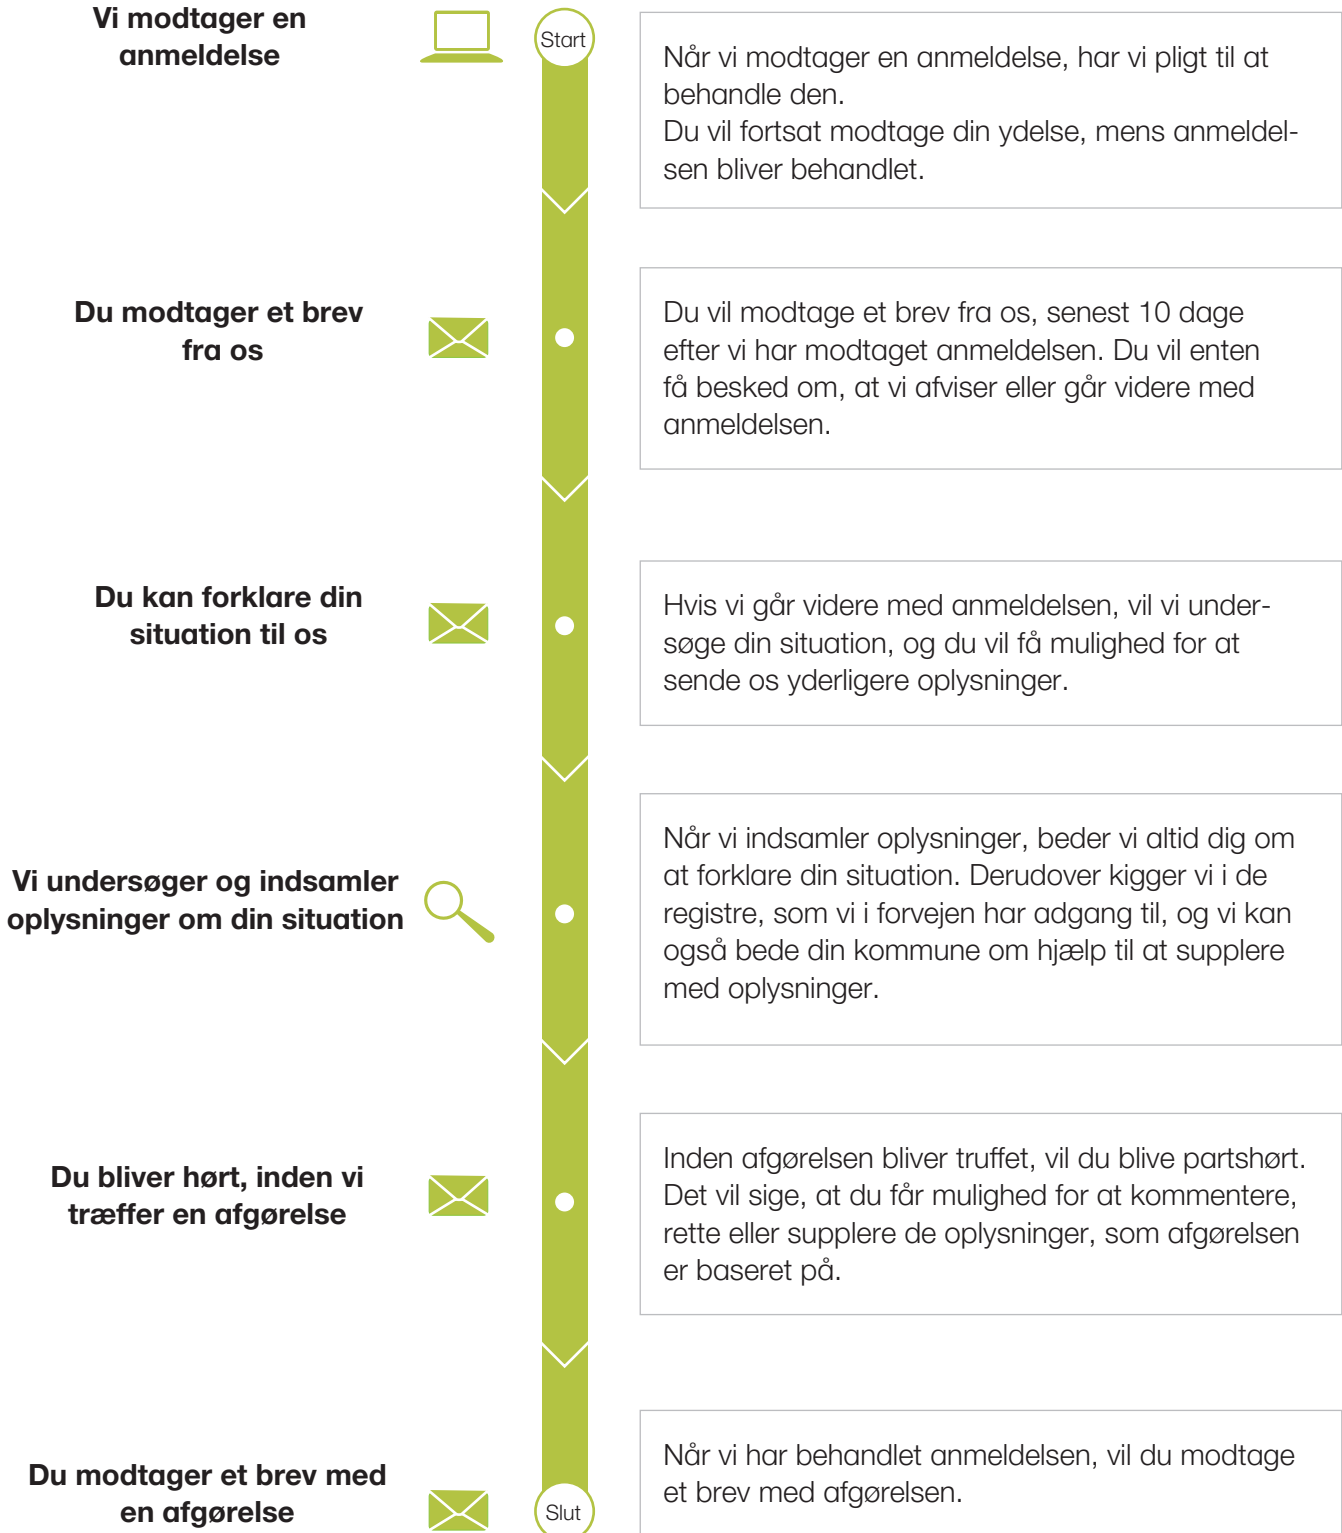 Vi modtager en
anmeldelse
Start
Når vi modtager en anmeldelse, har vi pligt til at
behandle den.
Du vil fortsat modtage din ydelse, mens anmeldel-
sen bliver behandlet.
Du modtager et brev
fra os
Du vil modtage et brev fra os, senest 10 dage
efter vi har modtaget anmeldelsen. Du vil enten
få besked om, at vi afviser eller går videre med
anmeldelsen.
Du kan forklare din
situation til os
Hvis vi går videre med anmeldelsen, vil vi under-
søge din situation, og du vil få mulighed for at
sende os yderligere oplysninger.
Vi undersøger og indsamler
oplysninger om din situation
Når vi indsamler oplysninger, beder vi altid dig om
at forklare din situation. Derudover kigger vi i de
registre, som vi i forvejen har adgang til, og vi kan
også bede din kommune om hjælp til at supplere
med oplysninger.
Du bliver hørt, inden vi
træffer en afgørelse
Inden afgørelsen bliver truffet, vil du blive partshørt.
Det vil sige, at du får mulighed for at kommentere,
rette eller supplere de oplysninger, som afgørelsen
er baseret på.
Du modtager et brev med
en afgørelse
Slut
Når vi har behandlet anmeldelsen, vil du modtage
et brev med afgørelsen.